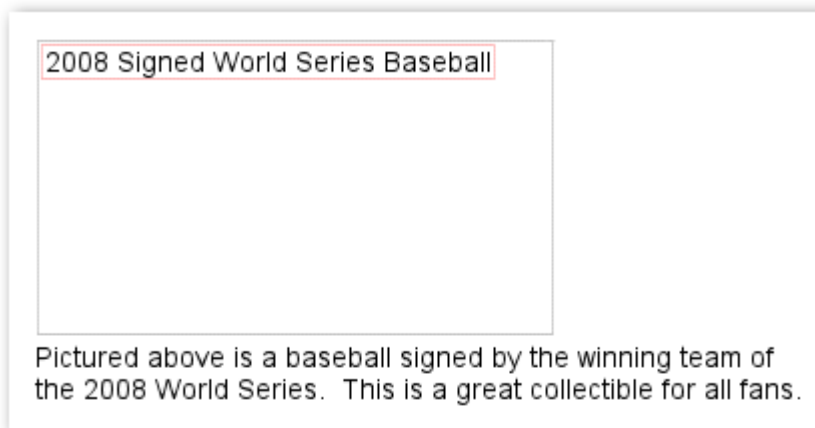 2008 Signed World Series Baseball
Pictured above is a baseball signed by the winning team of
the 2008 World Series.  This is a great collectible for all fans.